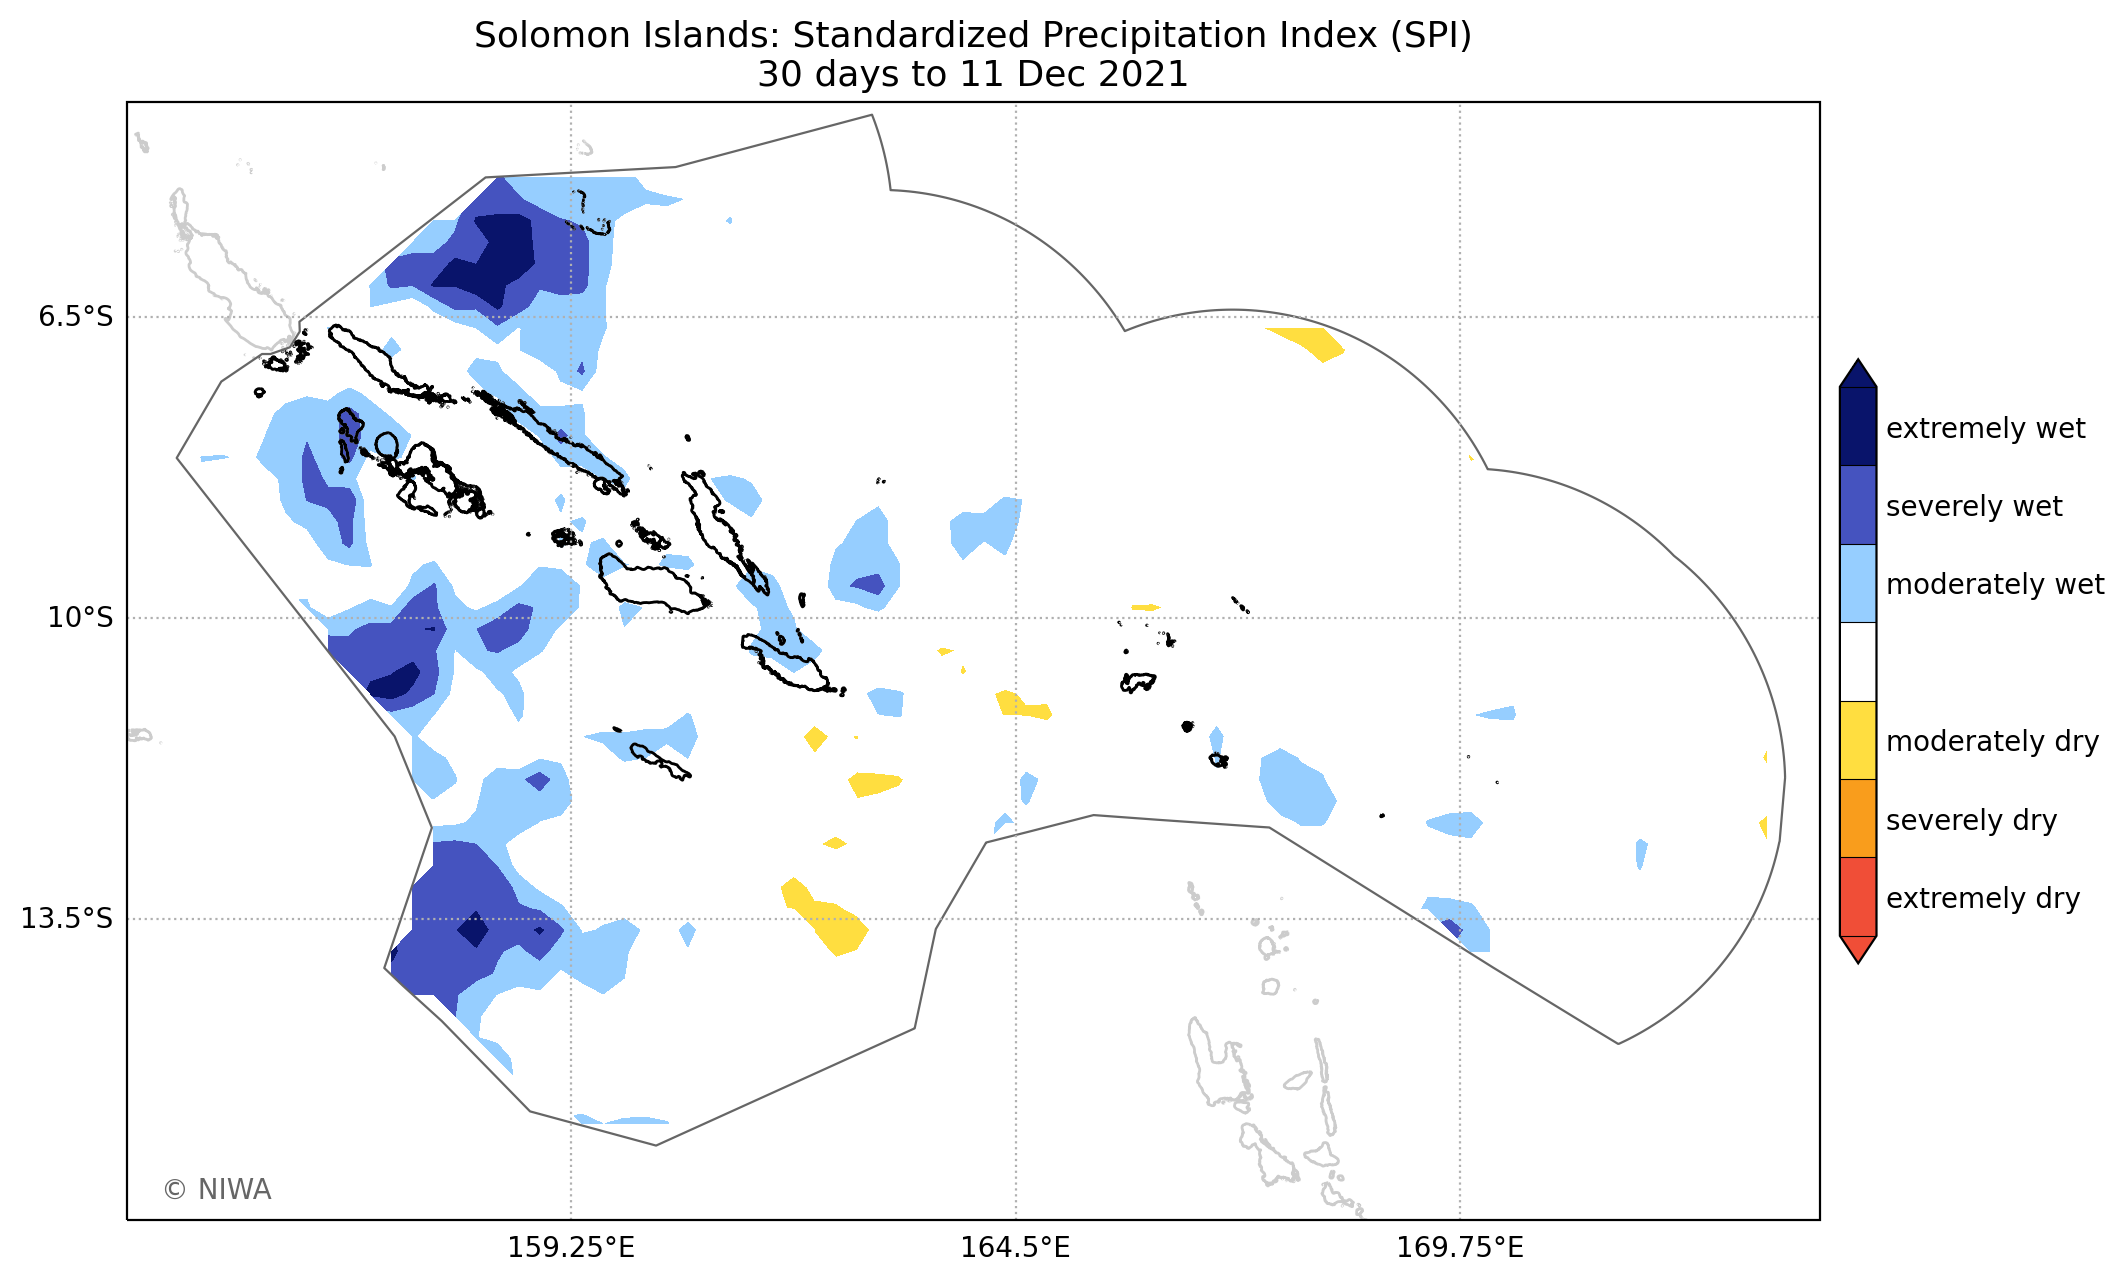 Solomon Islands: Standardized Precipitation Index (SPI)
30 days to 11 Dec 2021
6.5°S
10°S
13.5°S
159.25°E
164.5°E
169.75°E
extremely wet
severely wet
moderately wet
moderately dry
severely dry
extremely dry
© NIWA